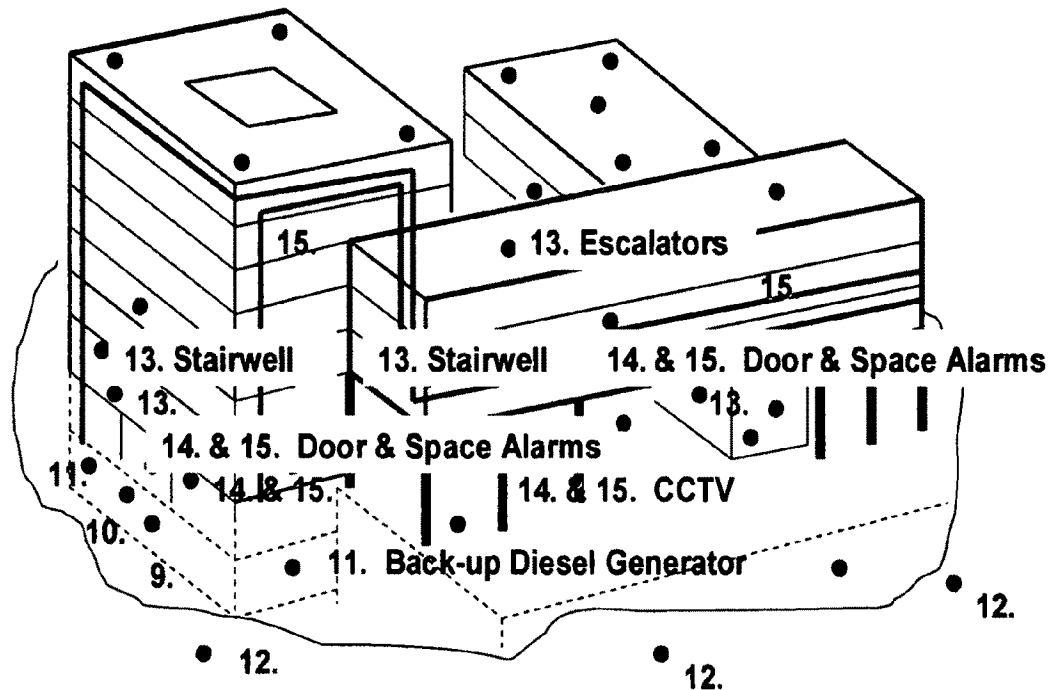 15.
13. Escalators
15.
13. Stairwell
13. Stairwell
14. & 15. Door & Space Alarms
13.
13.
14. & 15. Door & Space Alarms
11.
14. & 15.
14. & 15. CCTV
10.
9.
11. Back-up Diesel Generator
12.
12.
12.